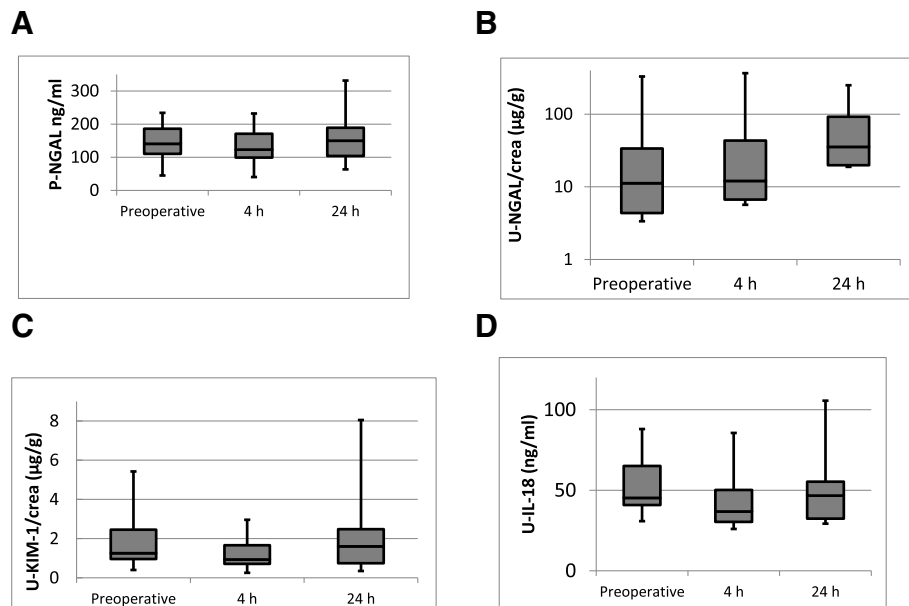 A
P-NGAL ng/ml
300
200
100
0
Preoperative 4 h 24 h
B
U-NGAL/crea (µg/g)
100
10
1
Preoperative 4 h 24 h
C
U-KIM-1/crea (µg/g)
8
6
4
2
0
Preoperative 4 h 24 h
D
U-IL-18 (ng/ml)
100
50
0
Preoperative 4 h 24 h